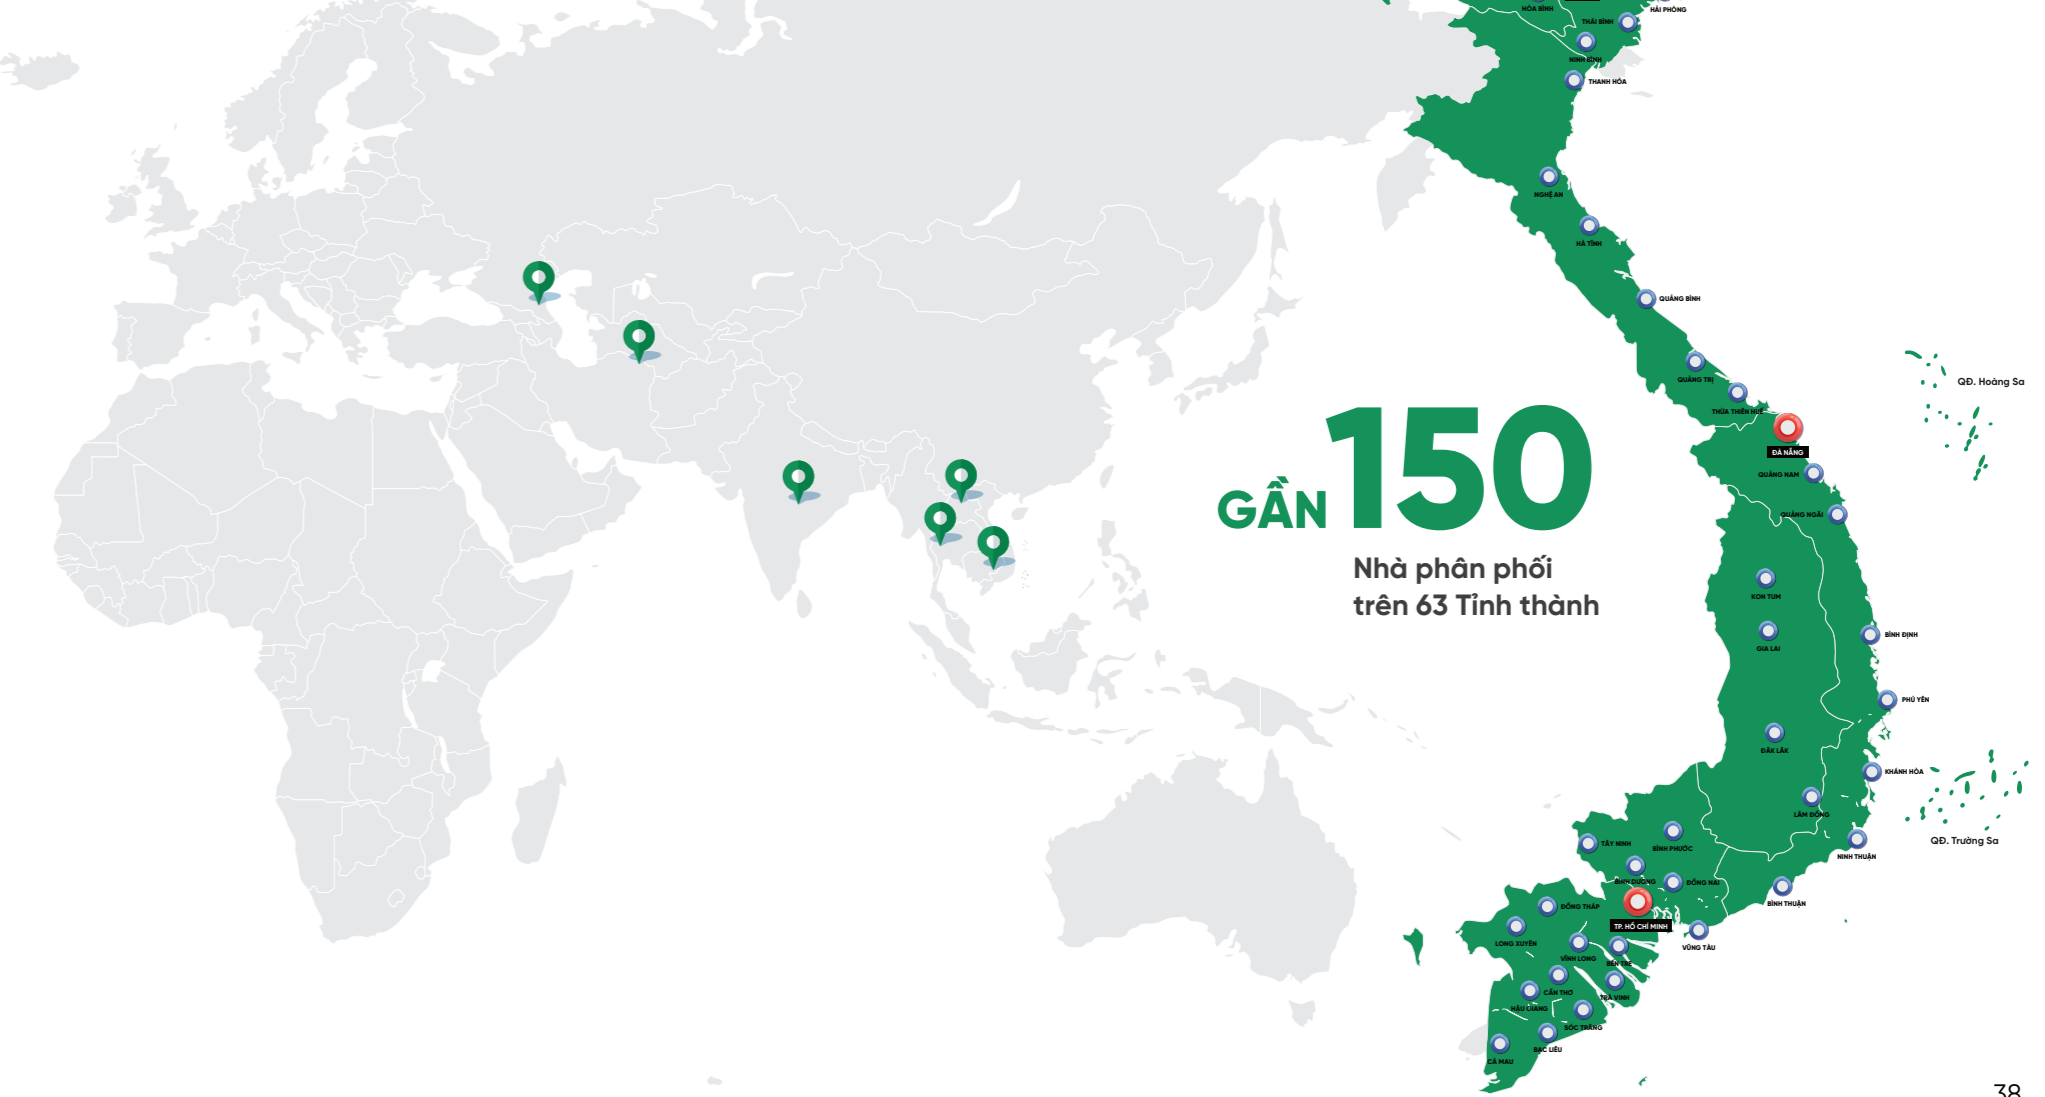 HÒA BÌNH
HẢI PHÒNG
THÁI BÌNH
NINH BÌNH
THANH HÓA
NGHỆ AN
HÀ TĨNH
QUẢNG BÌNH
QUẢNG TRỊ
THỪA THIÊN HUẾ
ĐÀ NẴNG
QUẢNG NAM
QUẢNG NGÃI
QĐ. Hoàng Sa
GẦN 150
Nhà phân phối
trên 63 Tỉnh thành
KON TUM
GIA LAI
BÌNH ĐỊNH
PHÚ YÊN
ĐĂK LĂK
KHÁNH HÒA
LÂM ĐỒNG
QĐ. Trường Sa
NINH THUẬN
TÂY NINH
BÌNH PHƯỚC
BÌNH DƯƠNG
ĐỒNG NAI
BÌNH THUẬN
ĐỒNG THÁP
TP. HỒ CHÍ MINH
LONG XUYÊN
VŨNG TÀU
VĨNH LONG
BẾN TRE
CẦN THƠ
TRÀ VINH
HẬU GIANG
SÓC TRĂNG
BẠC LIÊU
CÀ MAU
38